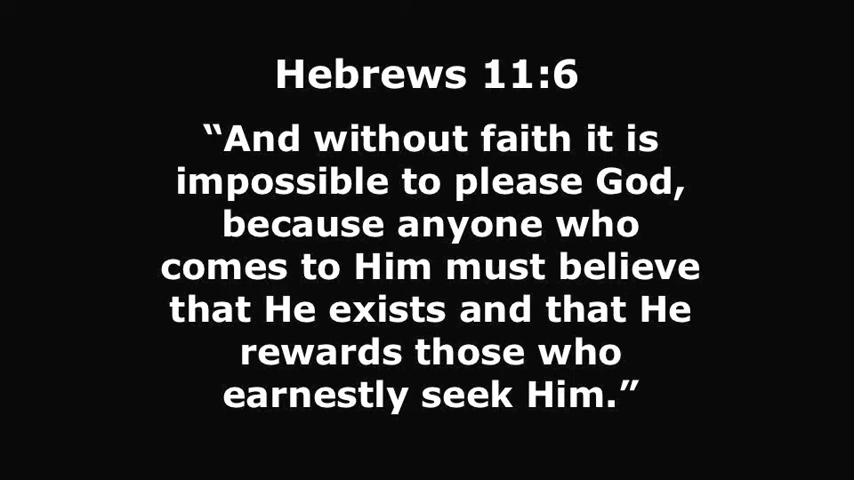 Hebrews 11:6
“And without faith it is
impossible to please God,
because anyone who
comes to Him must believe
that He exists and that He
rewards those who
earnestly seek Him.”